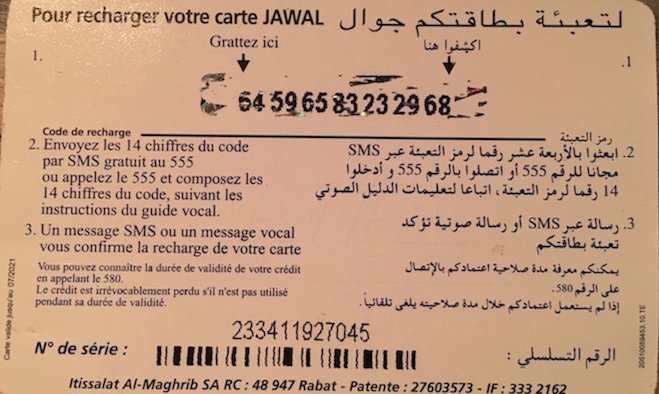 Pour recharger votre carte JAWAL لتعبئة بطاقتكم جوال
Grattez ici اكشفوا هنا
1. 1.
64 59 65 83 23 29 68
Code de recharge رمز التعبئة
2. Envoyez les 14 chiffres du code
par SMS gratuit au 555
ou appelez le 555 et composez les
14 chiffres du code, suivant les
instructions du guide vocal.
2. ابعثوا بالأربعة عشر رقما لرمز التعبئة عبر SMS
مجانا للرقم 555 أو اتصلوا بالرقم 555 و أدخلوا
14 رقما لرمز التعبئة، اتباعا لتعليمات الدليل الصوتي
3. Un message SMS ou un message vocal
vous confirme la recharge de votre carte
3. رسالة عبر SMS أو رسالة صوتية تؤكد
تعبئة بطاقتكم
Vous pouvez connaître la durée de validité de votre crédit
en appelant le 580.
Le crédit est irrévocablement perdu s'il n'est pas utilisé
pendant sa durée de validité.
يمكنكم معرفة مدة صلاحية اعتمادكم بالإتصال
على الرقم 580.
إذا لم يستعمل اعتمادكم خلال مدة صلاحيته يلغى تلقائيا.
Carte valide jusqu'au 07/2021
20510059453.10.TE
233411927045
N° de série : الرقم التسلسلي :
Itissalat Al-Maghrib SA RC : 48 947 Rabat - Patente : 27603573 - IF : 333 2162